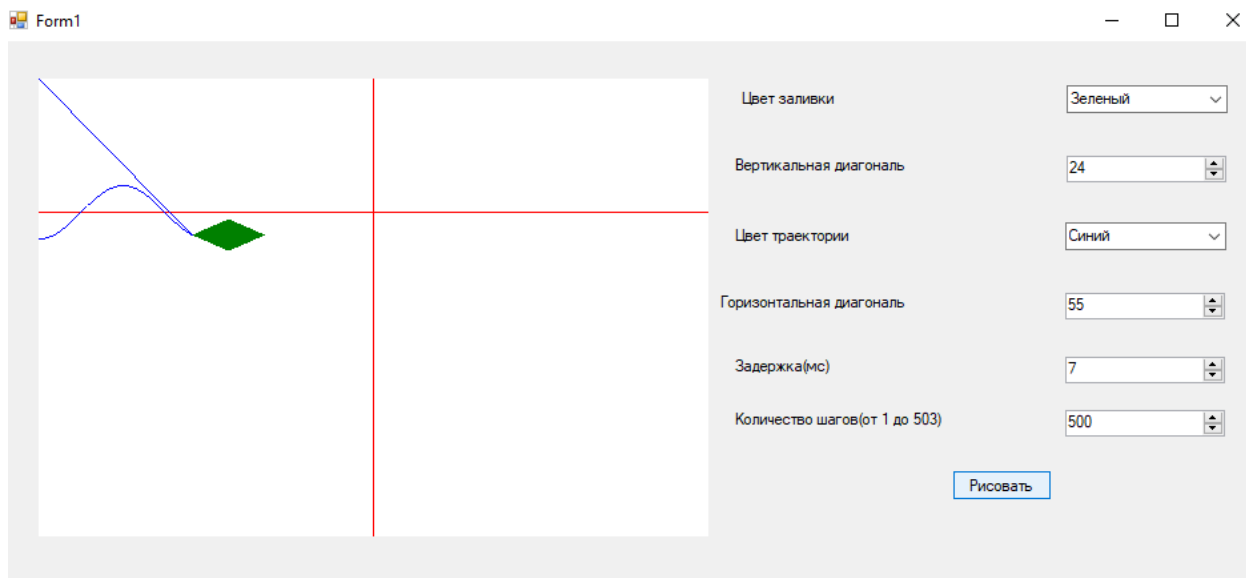 Form1
Цвет заливки
Зеленый
Вертикальная диагональ
24
Цвет траектории
Синий
Горизонтальная диагональ
55
Задержка(мс)
7
Количество шагов(от 1 до 503)
500
Рисовать